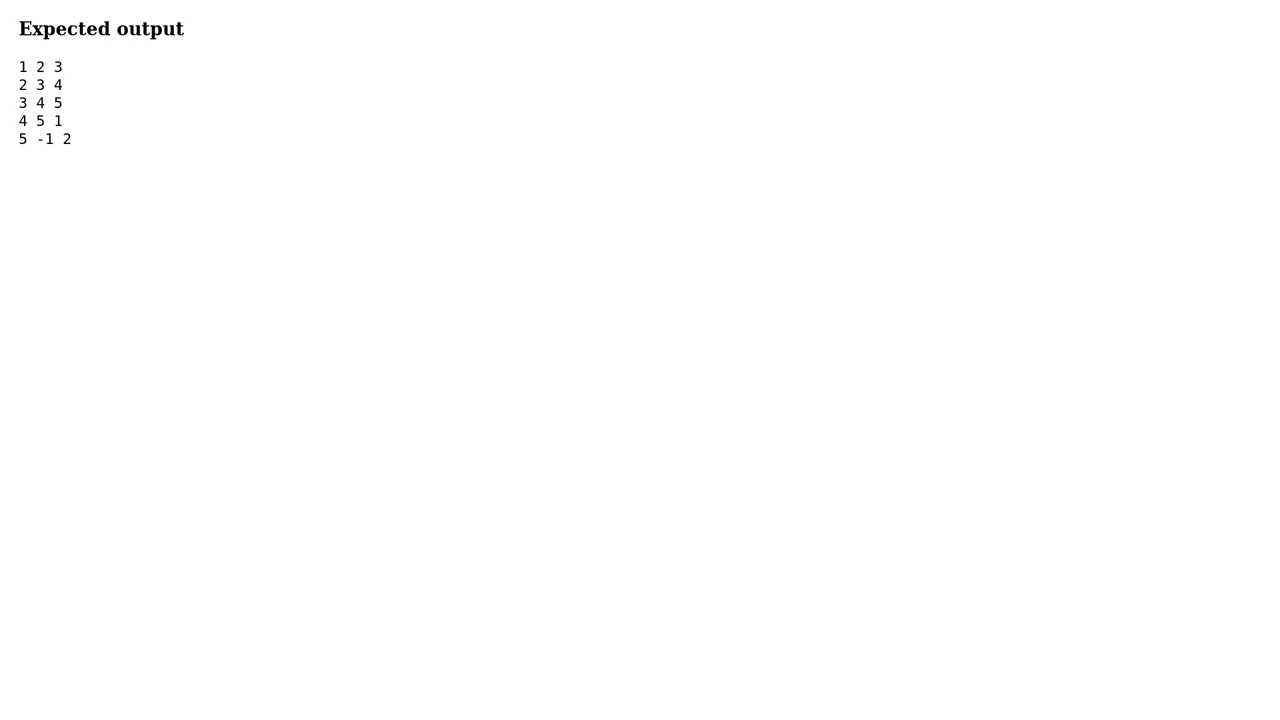 Expected output
1 2 3
2 3 4
3 4 5
4 5 1
5 -1 2